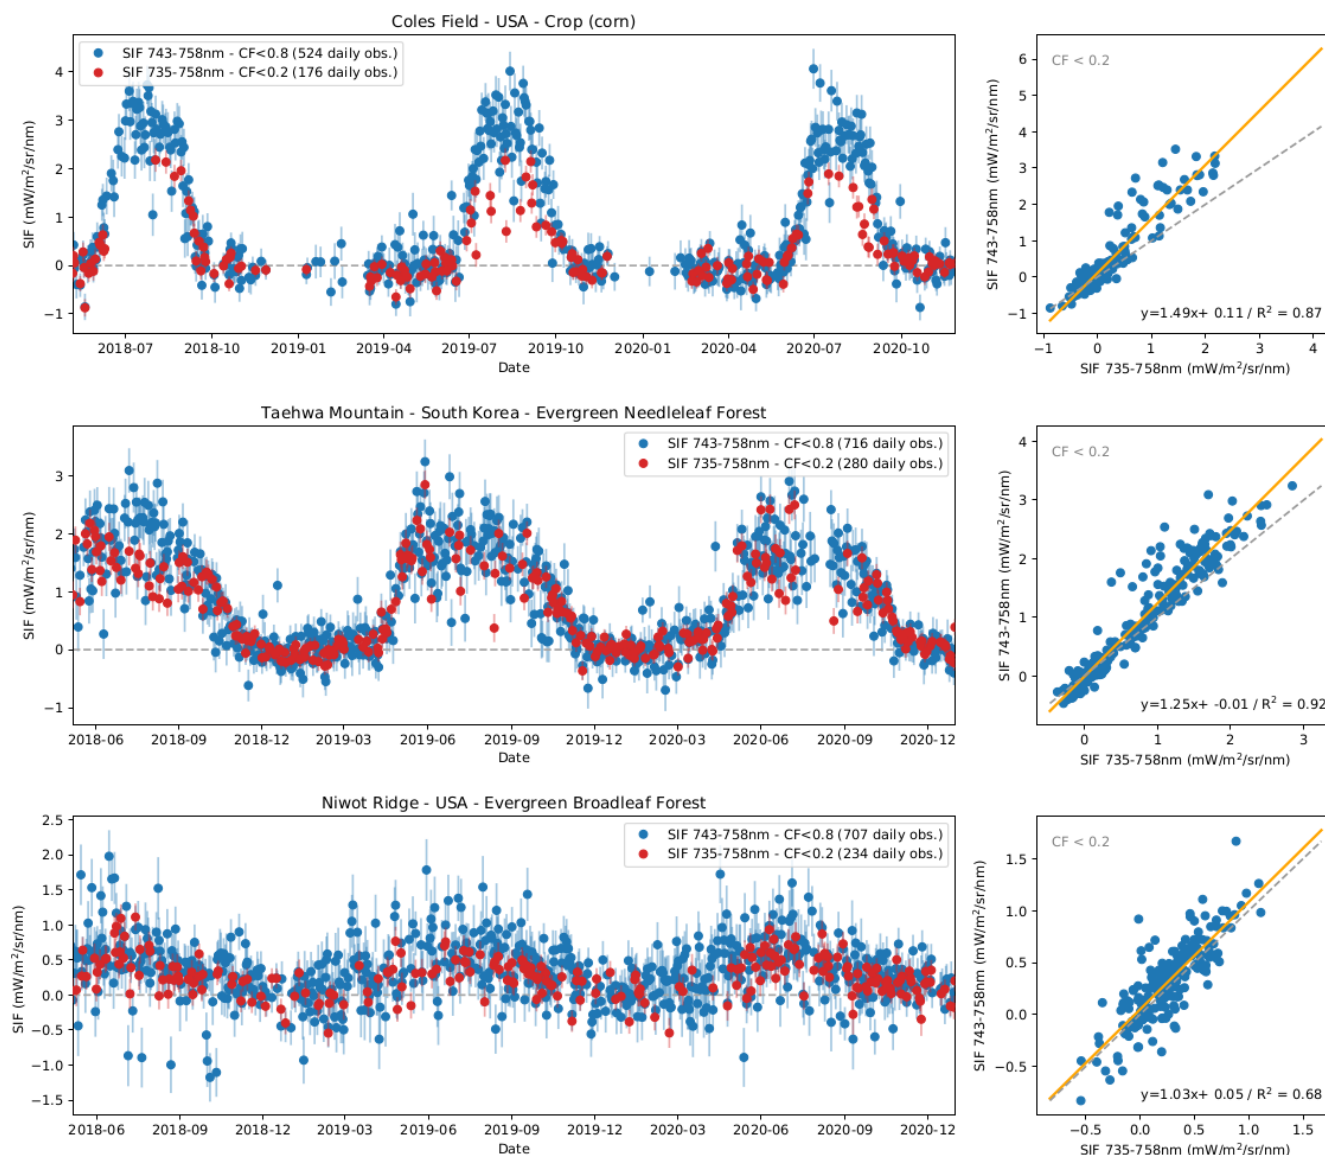 Coles Field - USA - Crop (corn)
SIF 743-758nm - CF<0.8 (524 daily obs.)
SIF 735-758nm - CF<0.2 (176 daily obs.)
SIF (mW/m²/sr/nm)
4
3
2
1
0
−1
2018-07 2018-10 2019-01 2019-04 2019-07 2019-10 2020-01 2020-04 2020-07 2020-10
Date
CF < 0.2
SIF 743-758nm (mW/m²/sr/nm)
6
5
4
3
2
1
0
−1
y=1.49x+ 0.11 / R² = 0.87
−1 0 1 2 3 4
SIF 735-758nm (mW/m²/sr/nm)
Taehwa Mountain - South Korea - Evergreen Needleleaf Forest
SIF 743-758nm - CF<0.8 (716 daily obs.)
SIF 735-758nm - CF<0.2 (280 daily obs.)
SIF (mW/m²/sr/nm)
3
2
1
0
−1
2018-06 2018-09 2018-12 2019-03 2019-06 2019-09 2019-12 2020-03 2020-06 2020-09 2020-12
Date
CF < 0.2
SIF 743-758nm (mW/m²/sr/nm)
4
3
2
1
0
y=1.25x+ -0.01 / R² = 0.92
0 1 2 3
SIF 735-758nm (mW/m²/sr/nm)
Niwot Ridge - USA - Evergreen Broadleaf Forest
SIF 743-758nm - CF<0.8 (707 daily obs.)
SIF 735-758nm - CF<0.2 (234 daily obs.)
SIF (mW/m²/sr/nm)
2.5
2.0
1.5
1.0
0.5
0.0
−0.5
−1.0
−1.5
2018-06 2018-09 2018-12 2019-03 2019-06 2019-09 2019-12 2020-03 2020-06 2020-09 2020-12
Date
CF < 0.2
SIF 743-758nm (mW/m²/sr/nm)
1.5
1.0
0.5
0.0
−0.5
y=1.03x+ 0.05 / R² = 0.68
−0.5 0.0 0.5 1.0 1.5
SIF 735-758nm (mW/m²/sr/nm)